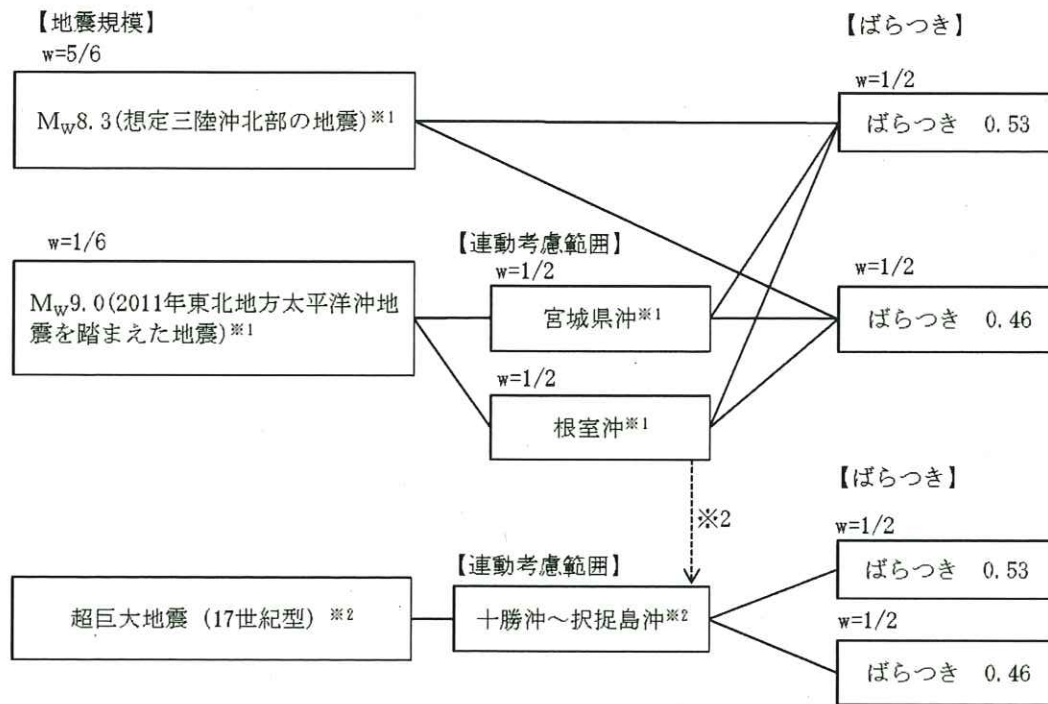 【地震規模】
w=5/6
M_W8.3(想定三陸沖北部の地震)※1
w=1/6
M_W9.0(2011年東北地方太平洋沖地
震を踏まえた地震)※1
【連動考慮範囲】
w=1/2
宮城県沖※1
w=1/2
根室沖※1
【ばらつき】
w=1/2
ばらつき 0.53
w=1/2
ばらつき 0.46
※2
超巨大地震(17世紀型)※2
【連動考慮範囲】
十勝沖~択捉島沖※2
【ばらつき】
w=1/2
ばらつき 0.53
w=1/2
ばらつき 0.46